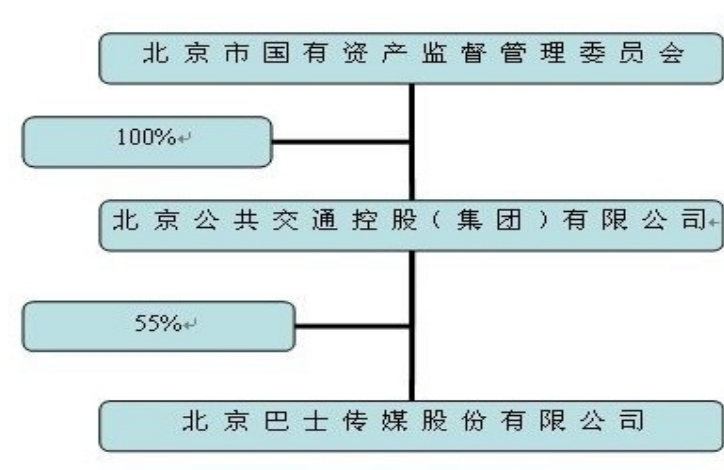 北京市国有资产监督管理委员会
100%↵
北京公共交通控股(集团)有限公司↵
55%↵
北京巴士传媒股份有限公司